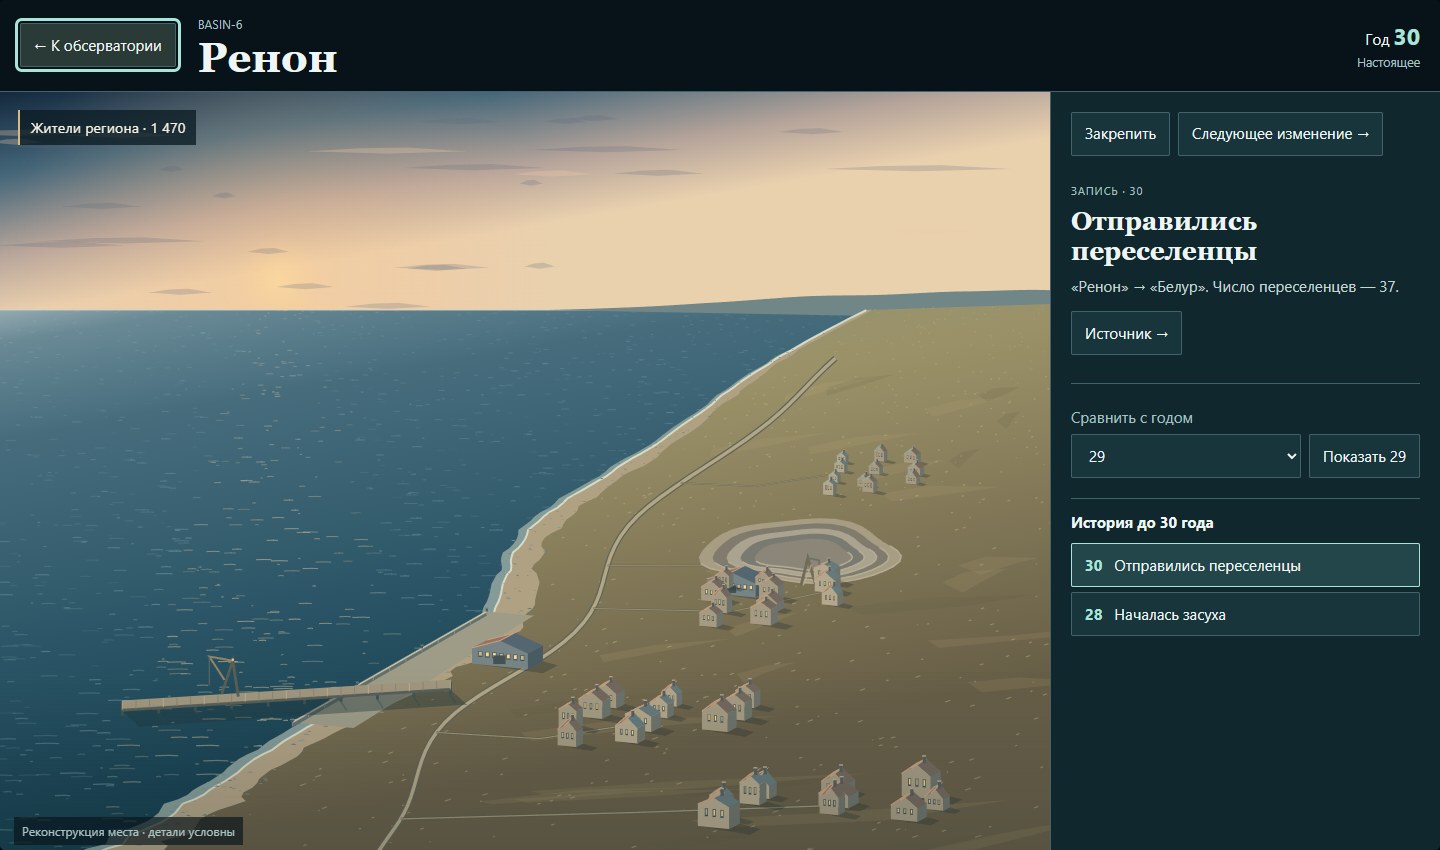 ← К обсерватории
BASIN-6
Ренон
Год 30
Настоящее
Жители региона · 1 470
Реконструкция места · детали условны
Закрепить
Следующее изменение →
ЗАПИСЬ · 30
Отправились
переселенцы
«Ренон» → «Белур». Число переселенцев — 37.
Источник →
Сравнить с годом
29
Показать 29
История до 30 года
30 Отправились переселенцы
28 Началась засуха